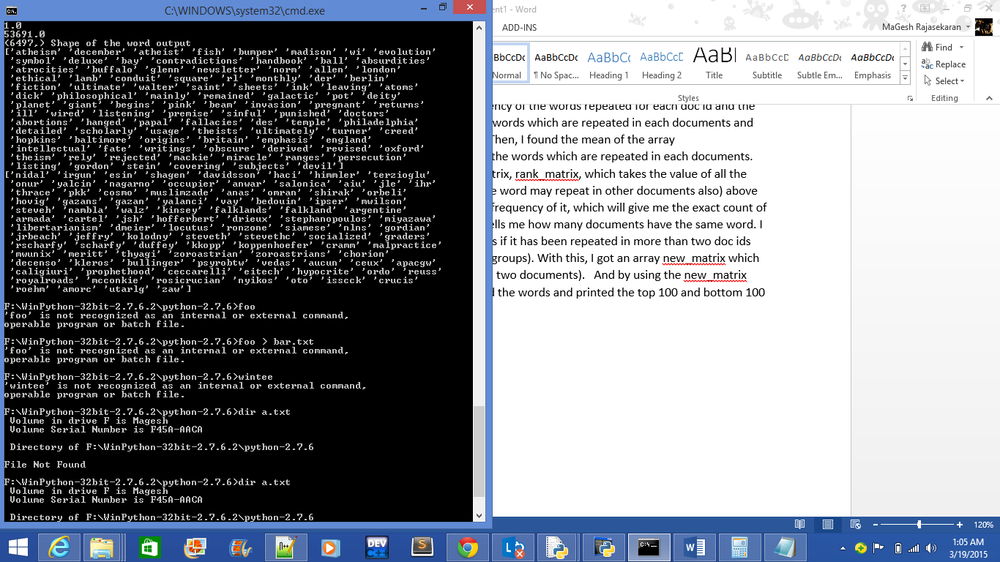 C:\WINDOWS\system32\cmd.exe
1.0
53691.0
(6497,) Shape of the word output
['atheism' 'december' 'atheist' 'fish' 'bumper' 'madison' 'wi' 'evolution'
'symbol' 'deluxe' 'bay' 'contradictions' 'handbook' 'ball' 'absurdities'
'atrocities' 'buffalo' 'glenn' 'newsletter' 'norm' 'allen' 'london'
'ethical' 'lamb' 'conduit' 'square' 'rl' 'monthly' 'der' 'berlin'
'fiction' 'ultimate' 'walter' 'saint' 'sheets' 'ink' 'leaving' 'atoms'
'dick' 'philosophical' 'mainly' 'remained' 'galactic' 'pot' 'deity'
'planet' 'giant' 'begins' 'pink' 'beam' 'invasion' 'pregnant' 'returns'
'ill' 'wired' 'listening' 'premise' 'sinful' 'punished' 'doctors'
'abortions' 'hanged' 'papal' 'fallacies' 'des' 'temple' 'philadelphia'
'detailed' 'scholarly' 'usage' 'theists' 'ultimately' 'turner' 'creed'
'hopkins' 'baltimore' 'origins' 'britain' 'emphasis' 'england'
'intellectual' 'fate' 'writings' 'obscure' 'derived' 'revised' 'oxford'
'theism' 'rely' 'rejected' 'mackie' 'miracle' 'ranges' 'persecution'
'listing' 'gordon' 'stein' 'covering' 'subjects' 'devil']
['nidal' 'irgun' 'esin' 'shagen' 'davidsson' 'haci' 'himmler' 'terzioglu'
'onur' 'yalcin' 'nagarno' 'occupier' 'anwar' 'salonica' 'aiu' 'jle' 'ihr'
'thrace' 'pkk' 'cosmo' 'muslimzade' 'anas' 'omran' 'shirak' 'orbeli'
'hovig' 'gazans' 'gazan' 'yalanci' 'vay' 'bedouin' 'ipser' 'mwilson'
'steveh' 'nambla' 'walz' 'kinsey' 'falklands' 'falkland' 'argentine'
'armada' 'cartel' 'jsh' 'hofferbert' 'drieux' 'stephanopoulos' 'miyazawa'
'libertarianism' 'dmeier' 'locutus' 'ronzone' 'siamese' 'nlns' 'gordian'
'jrbeach' 'jeffry' 'kolodny' 'steveth' 'stevethc' 'socialized' 'graders'
'rscharfy' 'scharfy' 'duffey' 'kkopp' 'koppenhoefer' 'cramm' 'malpractice'
'mwunix' 'meritt' 'thyagi' 'zoroastrian' 'zoroastrians' 'chorion'
'decenso' 'kleros' 'bullinger' 'psyrobtw' 'vedas' 'aucun' 'ceux' 'apacgw'
'caligiuri' 'prophethood' 'ceccarelli' 'eitech' 'hypocrite' 'ordo' 'reuss'
'royalroads' 'mcconkie' 'rosicrucian' 'nyikos' 'oto' 'isscck' 'crucis'
'roehm' 'amorc' 'utarlg' 'zaw']
F:\WinPython-32bit-2.7.6.2\python-2.7.6>foo
'foo' is not recognized as an internal or external command,
operable program or batch file.
F:\WinPython-32bit-2.7.6.2\python-2.7.6>foo > bar.txt
'foo' is not recognized as an internal or external command,
operable program or batch file.
F:\WinPython-32bit-2.7.6.2\python-2.7.6>wintee
'wintee' is not recognized as an internal or external command,
operable program or batch file.
F:\WinPython-32bit-2.7.6.2\python-2.7.6>dir a.txt
Volume in drive F is Magesh
Volume Serial Number is F45A-AACA
Directory of F:\WinPython-32bit-2.7.6.2\python-2.7.6
File Not Found
F:\WinPython-32bit-2.7.6.2\python-2.7.6>dir a.txt
Volume in drive F is Magesh
Volume Serial Number is F45A-AACA
Directory of F:\WinPython-32bit-2.7.6.2\python-2.7.6
ent1 - Word
ADD-INS
MaGesh Rajasekaran
BbCcDc AaBbCcDc AaBbCc AaBbCcD AaBl AaBbCcD AaBbCcDt AaBbCcDt
Normal ¶ No Spac... Heading 1 Heading 2 Title Subtitle Subtle Em... Emphasis
Styles
Find
Replace
Select
Editing
ency of the words repeated for each doc id and the
words which are repeated in each documents and
Then, I found the mean of the array
the words which are repeated in each documents.
trix, rank_matrix, which takes the value of all the
e word may repeat in other documents also) above
frequency of it, which will give me the exact count of
ells me how many documents have the same word. I
s if it has been repeated in more than two doc ids
groups). With this, I got an array new_matrix which
two documents). And by using the new_matrix
d the words and printed the top 100 and bottom 100
120%
DEV
1:05 AM
3/19/2015